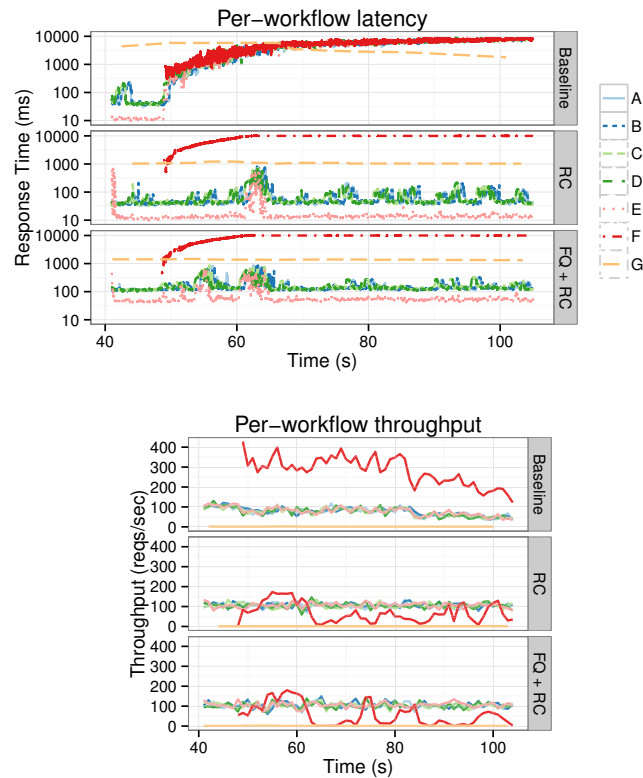 Per−workflow latency
Response Time (ms)
10000
1000
100
10
Baseline
10000
1000
100
10
RC
10000
1000
100
10
FQ + RC
40 60 80 100
Time (s)
A
B
C
D
E
F
G
Per−workflow throughput
Throughput (reqs/sec)
400
300
200
100
0
Baseline
400
300
200
100
0
RC
400
300
200
100
0
FQ + RC
40 60 80 100
Time (s)